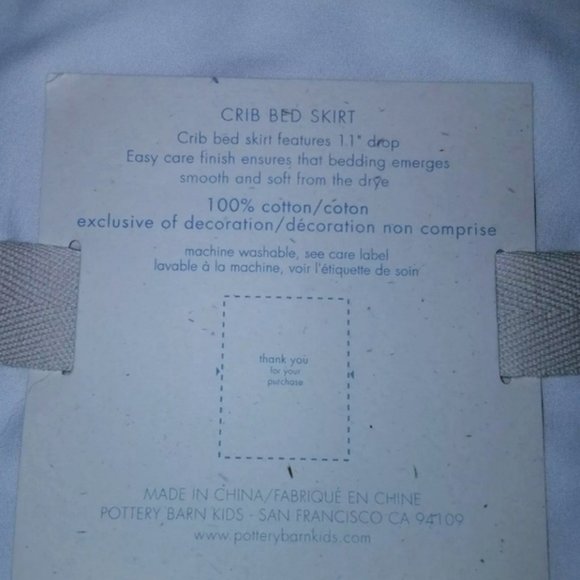 CRIB BED SKIRT
Crib bed skirt features 11" drop
Easy care finish ensures that bedding emerges
smooth and soft from the drye
100% cotton/coton
exclusive of decoration/décoration non comprise
machine washable, see care label
lavable à la machine, voir l'étiquette de soin
thank you
for your
purchase
MADE IN CHINA/FABRIQUÉ EN CHINE
POTTERY BARN KIDS - SAN FRANCISCO CA 94109
www.potterybarnkids.com